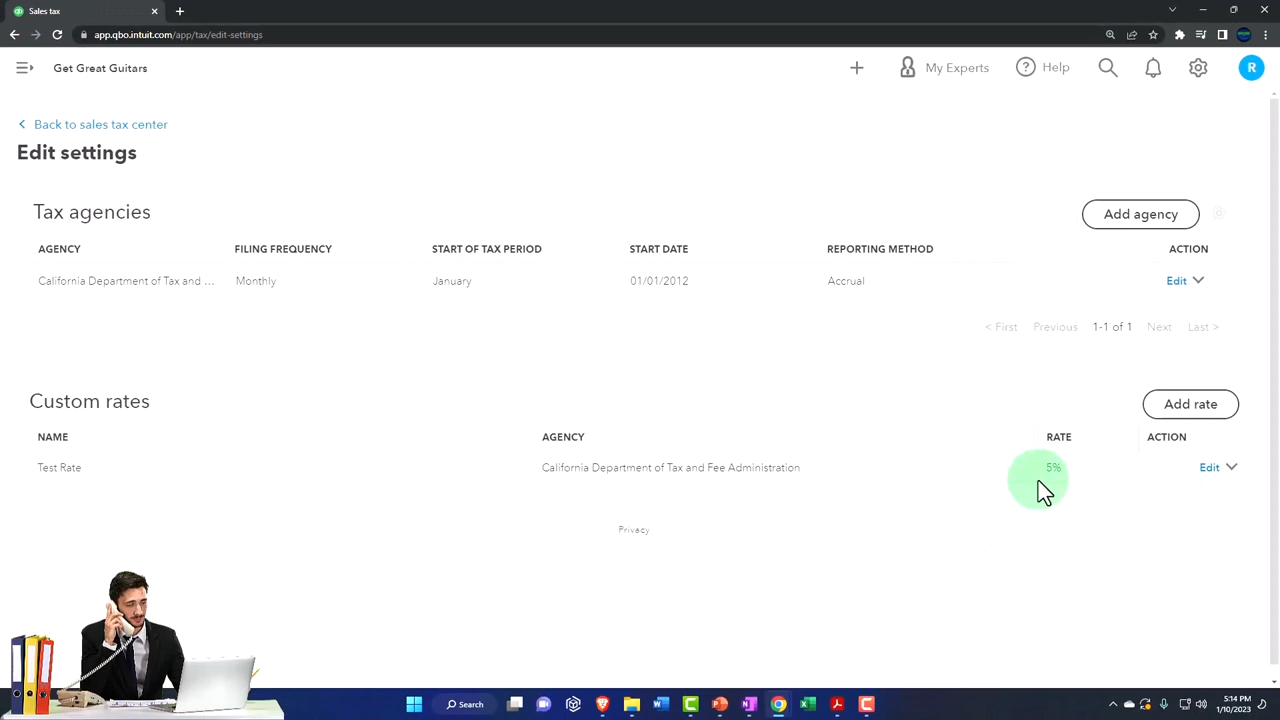 Sales tax
app.qbo.intuit.com/app/tax/edit-settings
Get Great Guitars
My Experts
Help
R
Back to sales tax center
Edit settings
Tax agencies
Add agency
AGENCY FILING FREQUENCY START OF TAX PERIOD START DATE REPORTING METHOD ACTION
California Department of Tax and ... Monthly January 01/01/2012 Accrual Edit
< First Previous 1-1 of 1 Next Last >
Custom rates
Add rate
NAME AGENCY RATE ACTION
Test Rate California Department of Tax and Fee Administration 5% Edit
Privacy
Search
5:14 PM
1/10/2023